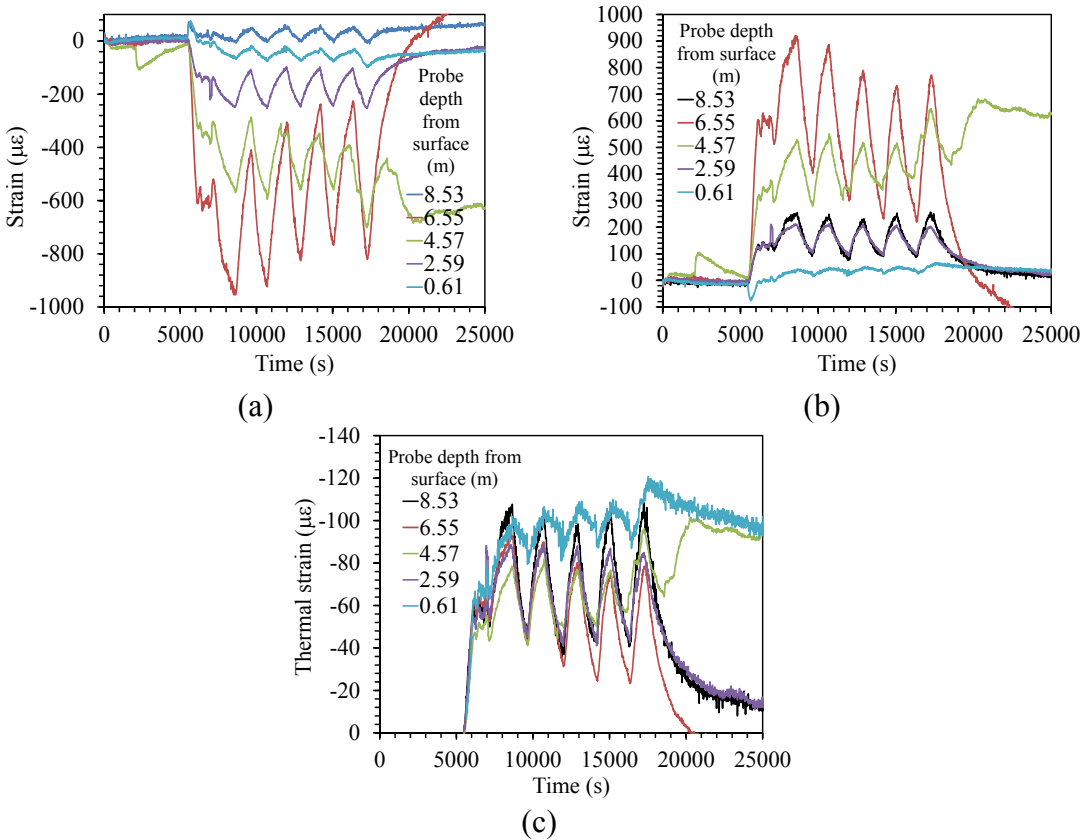 100
0
-200
-400
-600
-800
-1000
Strain (με)
0 5000 10000 15000 20000 25000
Time (s)
Probe
depth
from
surface
(m)
8.53
6.55
4.57
2.59
0.61
(a)
1000
900
800
700
600
500
400
300
200
100
0
-100
Strain (με)
0 5000 10000 15000 20000 25000
Time (s)
Probe depth
from surface
(m)
8.53
6.55
4.57
2.59
0.61
(b)
-140
-120
-100
-80
-60
-40
-20
0
Thermal strain (με)
0 5000 10000 15000 20000 25000
Time (s)
Probe depth from
surface (m)
8.53
6.55
4.57
2.59
0.61
(c)